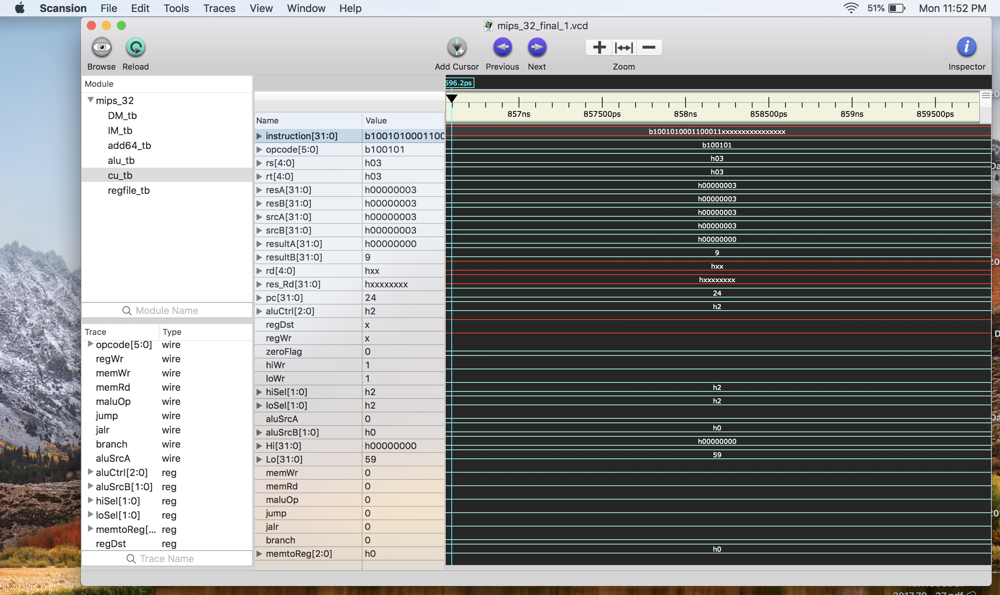 Scansion File Edit Tools Traces View Window Help 51% Mon 11:52 PM
mips_32_final_1.vcd
Browse Reload Add Cursor Previous Next Zoom Inspector
Module
mips_32
DM_tb
IM_tb
add64_tb
alu_tb
cu_tb
regfile_tb
Module Name
Trace Type
opcode[5:0] wire
regWr wire
memWr wire
memRd wire
maluOp wire
jump wire
jalr wire
branch wire
aluSrcA wire
aluCtrl[2:0] reg
aluSrcB[1:0] reg
hiSel[1:0] reg
loSel[1:0] reg
memtoReg[... reg
regDst reg
Trace Name
596.2ps
857ns 857500ps 858ns 858500ps 859ns 859500ps
Name Value
instruction[31:0] b1001010001100 b1001010001100011xxxxxxxxxxxxxxxx
opcode[5:0] b100101 b100101
rs[4:0] h03 h03
rt[4:0] h03 h03
resA[31:0] h00000003 h00000003
resB[31:0] h00000003 h00000003
srcA[31:0] h00000003 h00000003
srcB[31:0] h00000003 h00000003
resultA[31:0] h00000000 h00000000
resultB[31:0] 9 9
rd[4:0] hxx hxx
res_Rd[31:0] hxxxxxxxx hxxxxxxxx
pc[31:0] 24 24
aluCtrl[2:0] h2 h2
regDst x
regWr x
zeroFlag 0
hiWr 1
loWr 1
hiSel[1:0] h2 h2
loSel[1:0] h2 h2
aluSrcA 0
aluSrcB[1:0] h0 h0
Hi[31:0] h00000000 h00000000
Lo[31:0] 59 59
memWr 0
memRd 0
maluOp 0
jump 0
jalr 0
branch 0
memtoReg[2:0] h0 h0